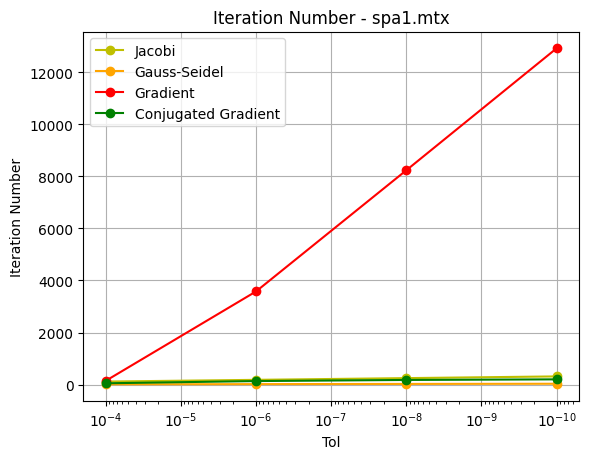 Iteration Number - spa1.mtx
Jacobi
Gauss-Seidel
Gradient
Conjugated Gradient
Iteration Number
12000
10000
8000
6000
4000
2000
0
10⁻⁴ 10⁻⁵ 10⁻⁶ 10⁻⁷ 10⁻⁸ 10⁻⁹ 10⁻¹⁰
Tol